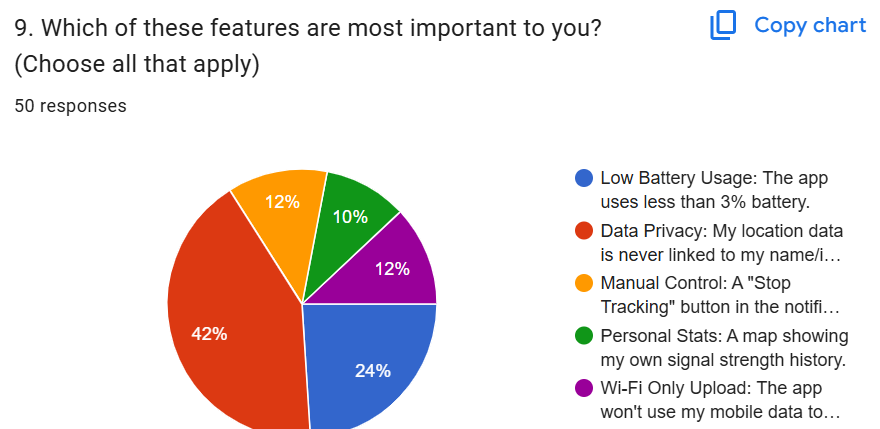 9. Which of these features are most important to you?
(Choose all that apply)
Copy chart
50 responses
12%
10%
12%
42%
24%
Low Battery Usage: The app
uses less than 3% battery.
Data Privacy: My location data
is never linked to my name/i…
Manual Control: A "Stop
Tracking" button in the notifi…
Personal Stats: A map showing
my own signal strength history.
Wi-Fi Only Upload: The app
won't use my mobile data to…